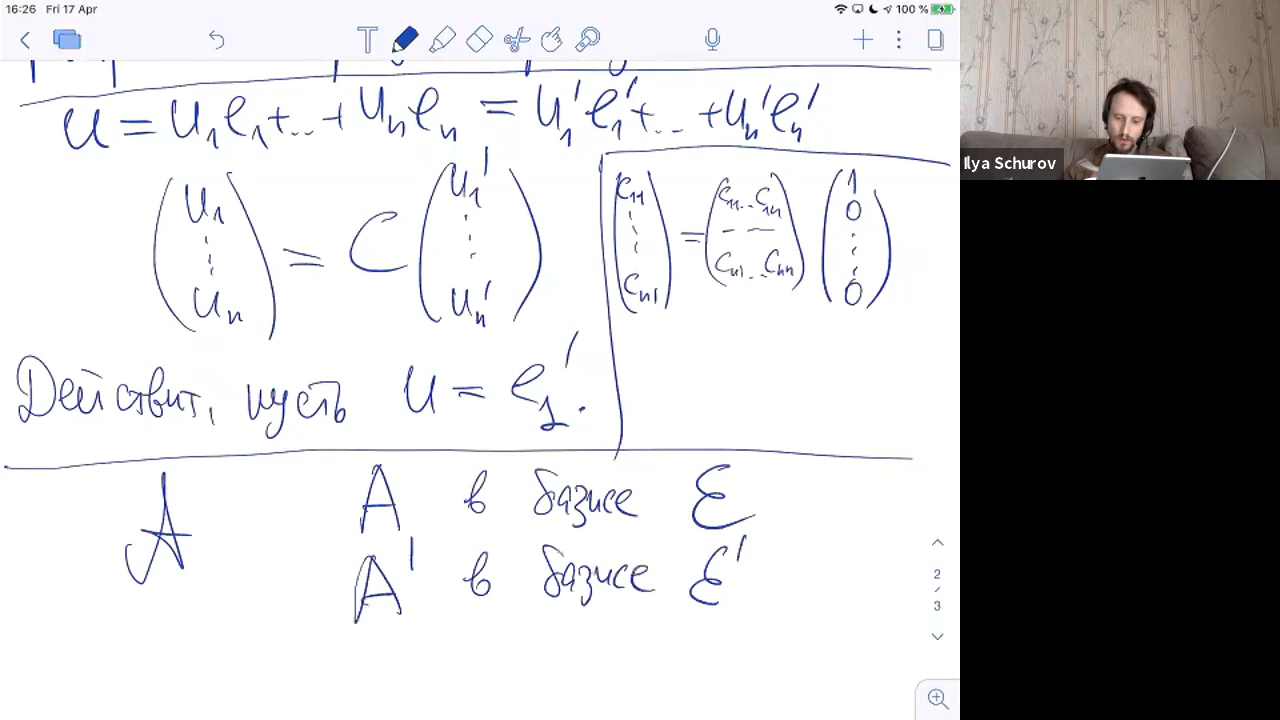 16:26 Fri 17 Apr 100 %
T
u = u₁e₁+...+uₙeₙ = u₁'e₁'+...+uₙ'eₙ'
(u₁ ⋮ uₙ) = C (u₁' ⋮ uₙ')
(c₁₁ ⋮ cₙ₁) = (c₁₁...c₁ₙ -- cₙ₁...cₙₙ) (1 0 ⋮ 0)
Действит, пусть u = e₁'.
𝒜 A в базисе ℰ
A' в базисе ℰ'
2
/
3
Ilya Schurov